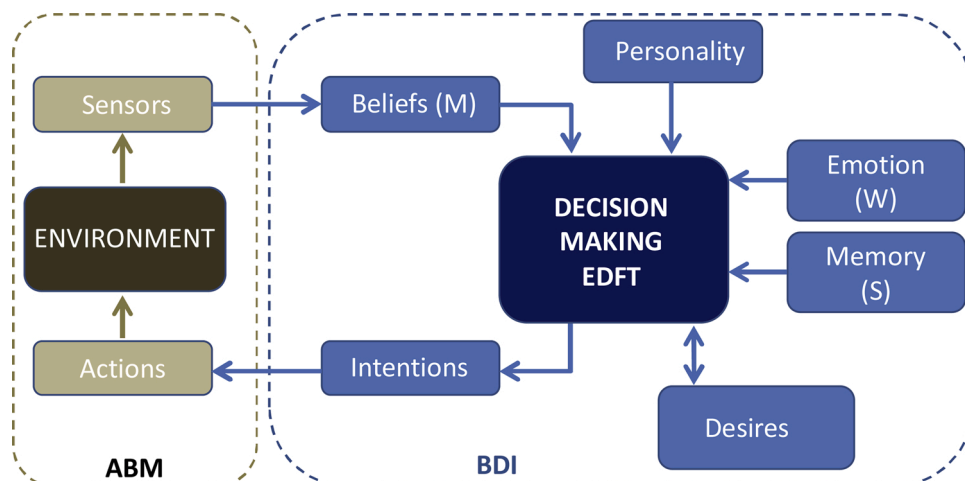 Personality
Sensors
Beliefs (M)
Emotion
(W)
ENVIRONMENT
DECISION
MAKING
EDFT
Memory
(S)
Actions
Intentions
Desires
ABM
BDI